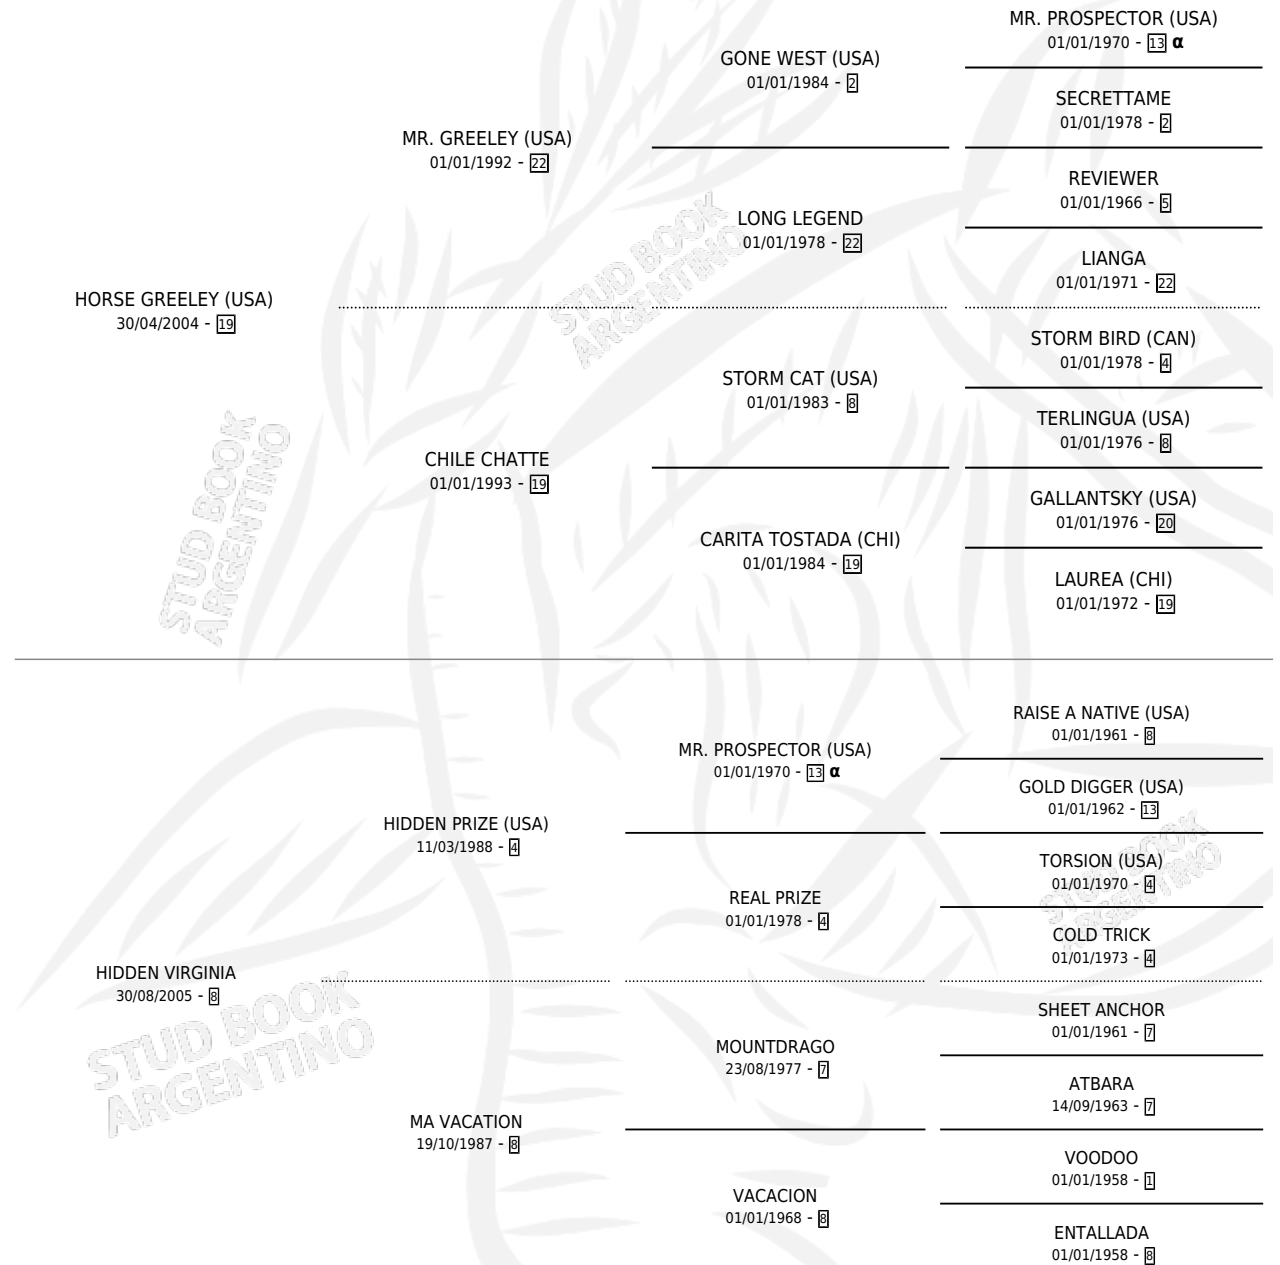 MR. PROSPECTOR (USA)
01/01/1970 - 13 α
GONE WEST (USA)
01/01/1984 - 2
SECRETTAME
01/01/1978 - 2
MR. GREELEY (USA)
01/01/1992 - 22
REVIEWER
01/01/1966 - 5
LONG LEGEND
01/01/1978 - 22
LIANGA
01/01/1971 - 22
HORSE GREELEY (USA)
30/04/2004 - 19
STORM BIRD (CAN)
01/01/1978 - 4
STORM CAT (USA)
01/01/1983 - 8
TERLINGUA (USA)
01/01/1976 - 8
CHILE CHATTE
01/01/1993 - 19
GALLANTSKY (USA)
01/01/1976 - 20
CARITA TOSTADA (CHI)
01/01/1984 - 19
LAUREA (CHI)
01/01/1972 - 19
RAISE A NATIVE (USA)
01/01/1961 - 8
MR. PROSPECTOR (USA)
01/01/1970 - 13 α
GOLD DIGGER (USA)
01/01/1962 - 13
HIDDEN PRIZE (USA)
11/03/1988 - 4
TORSION (USA)
01/01/1970 - 4
REAL PRIZE
01/01/1978 - 4
COLD TRICK
01/01/1973 - 4
HIDDEN VIRGINIA
30/08/2005 - 8
SHEET ANCHOR
01/01/1961 - 7
MOUNTDRAGO
23/08/1977 - 7
ATBARA
14/09/1963 - 7
MA VACATION
19/10/1987 - 8
VOODOO
01/01/1958 - 1
VACACION
01/01/1968 - 8
ENTALLADA
01/01/1958 - 8
STUD BOOK
ARGENTINO
STUD BOOK
ARGENTINO
STUD BOOK
ARGENTINO
STUD BOOK
ARGENTINO